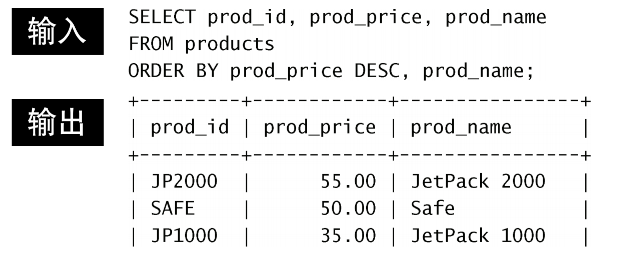 输入
SELECT prod_id, prod_price, prod_name
FROM products
ORDER BY prod_price DESC, prod_name;
输出
+---------+------------+----------------+
| prod_id | prod_price | prod_name      |
+---------+------------+----------------+
| JP2000  |      55.00 | JetPack 2000   |
| SAFE    |      50.00 | Safe           |
| JP1000  |      35.00 | JetPack 1000   |